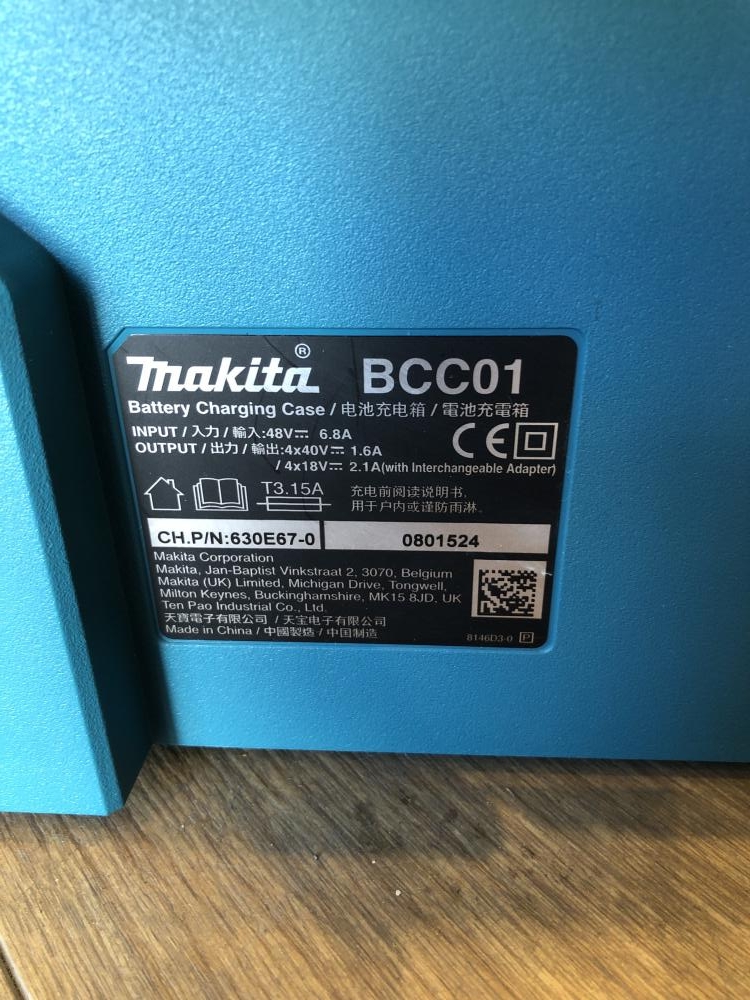 makita® BCC01
Battery Charging Case / 电池充电箱 / 電池充電箱
INPUT / 入力 / 輸入:48V⎓ 6.8A
OUTPUT / 出力 / 輸出:4x40V⎓ 1.6A
/ 4x18V⎓ 2.1A(with Interchangeable Adapter)
CE
T3.15A
充电前阅读说明书,
用于户内或谨防雨淋.
CH.P/N:630E67-0 0801524
Makita Corporation
Makita, Jan-Baptist Vinkstraat 2, 3070, Belgium
Makita (UK) Limited, Michigan Drive, Tongwell,
Milton Keynes, Buckinghamshire, MK15 8JD, UK
Ten Pao Industrial Co., Ltd.
天寶電子有限公司 / 天宝电子有限公司
Made in China / 中國製造 / 中国制造
8146D3-0 P